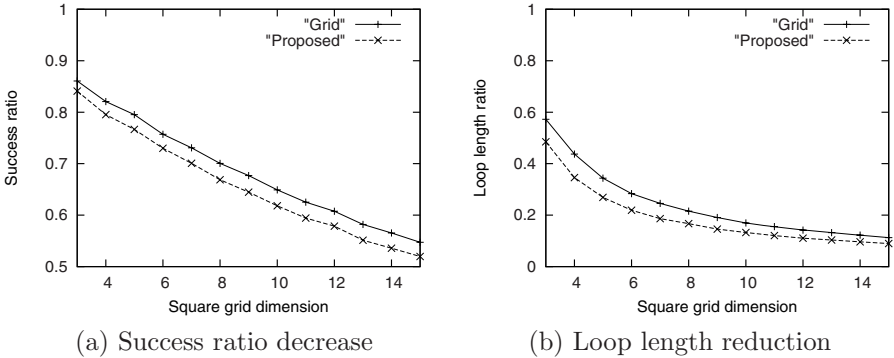 1
0.9
0.8
0.7
0.6
0.5
Success ratio
"Grid"
"Proposed"
4 6 8 10 12 14
Square grid dimension
(a) Success ratio decrease
1
0.8
0.6
0.4
0.2
0
Loop length ratio
"Grid"
"Proposed"
4 6 8 10 12 14
Square grid dimension
(b) Loop length reduction